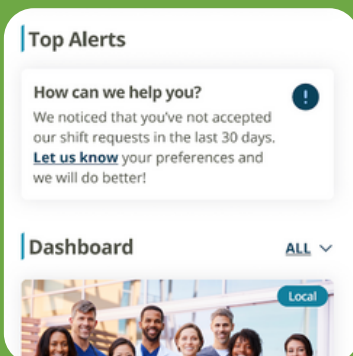 Top Alerts
How can we help you?
!
We noticed that you've not accepted
our shift requests in the last 30 days.
Let us know your preferences and
we will do better!
Dashboard
ALL
Local